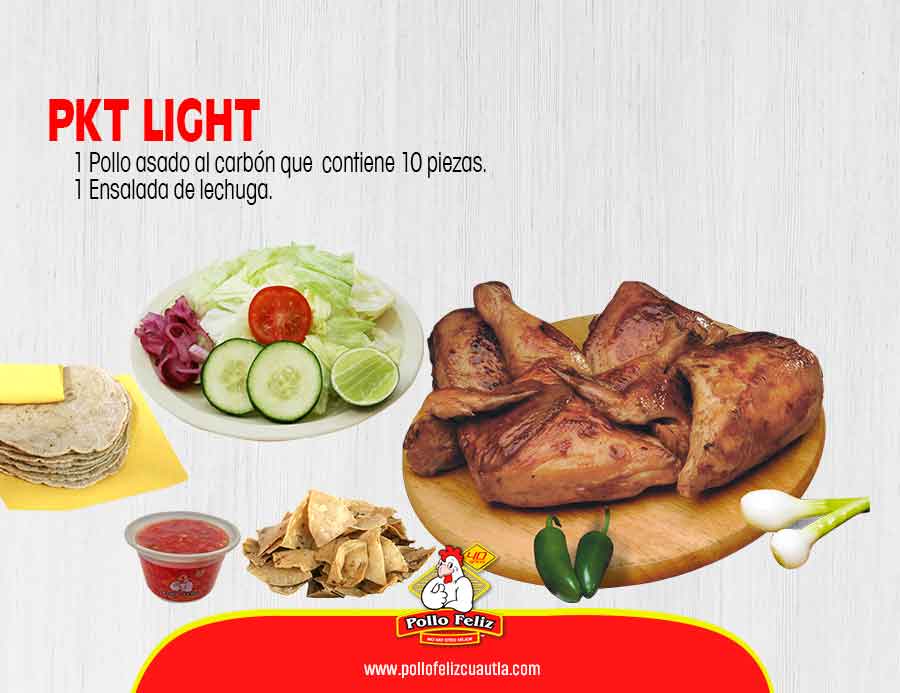 PKT LIGHT
1 Pollo asado al carbón que contiene 10 piezas.
1 Ensalada de lechuga.
40
Pollo Feliz
www.pollofelizcuautla.com